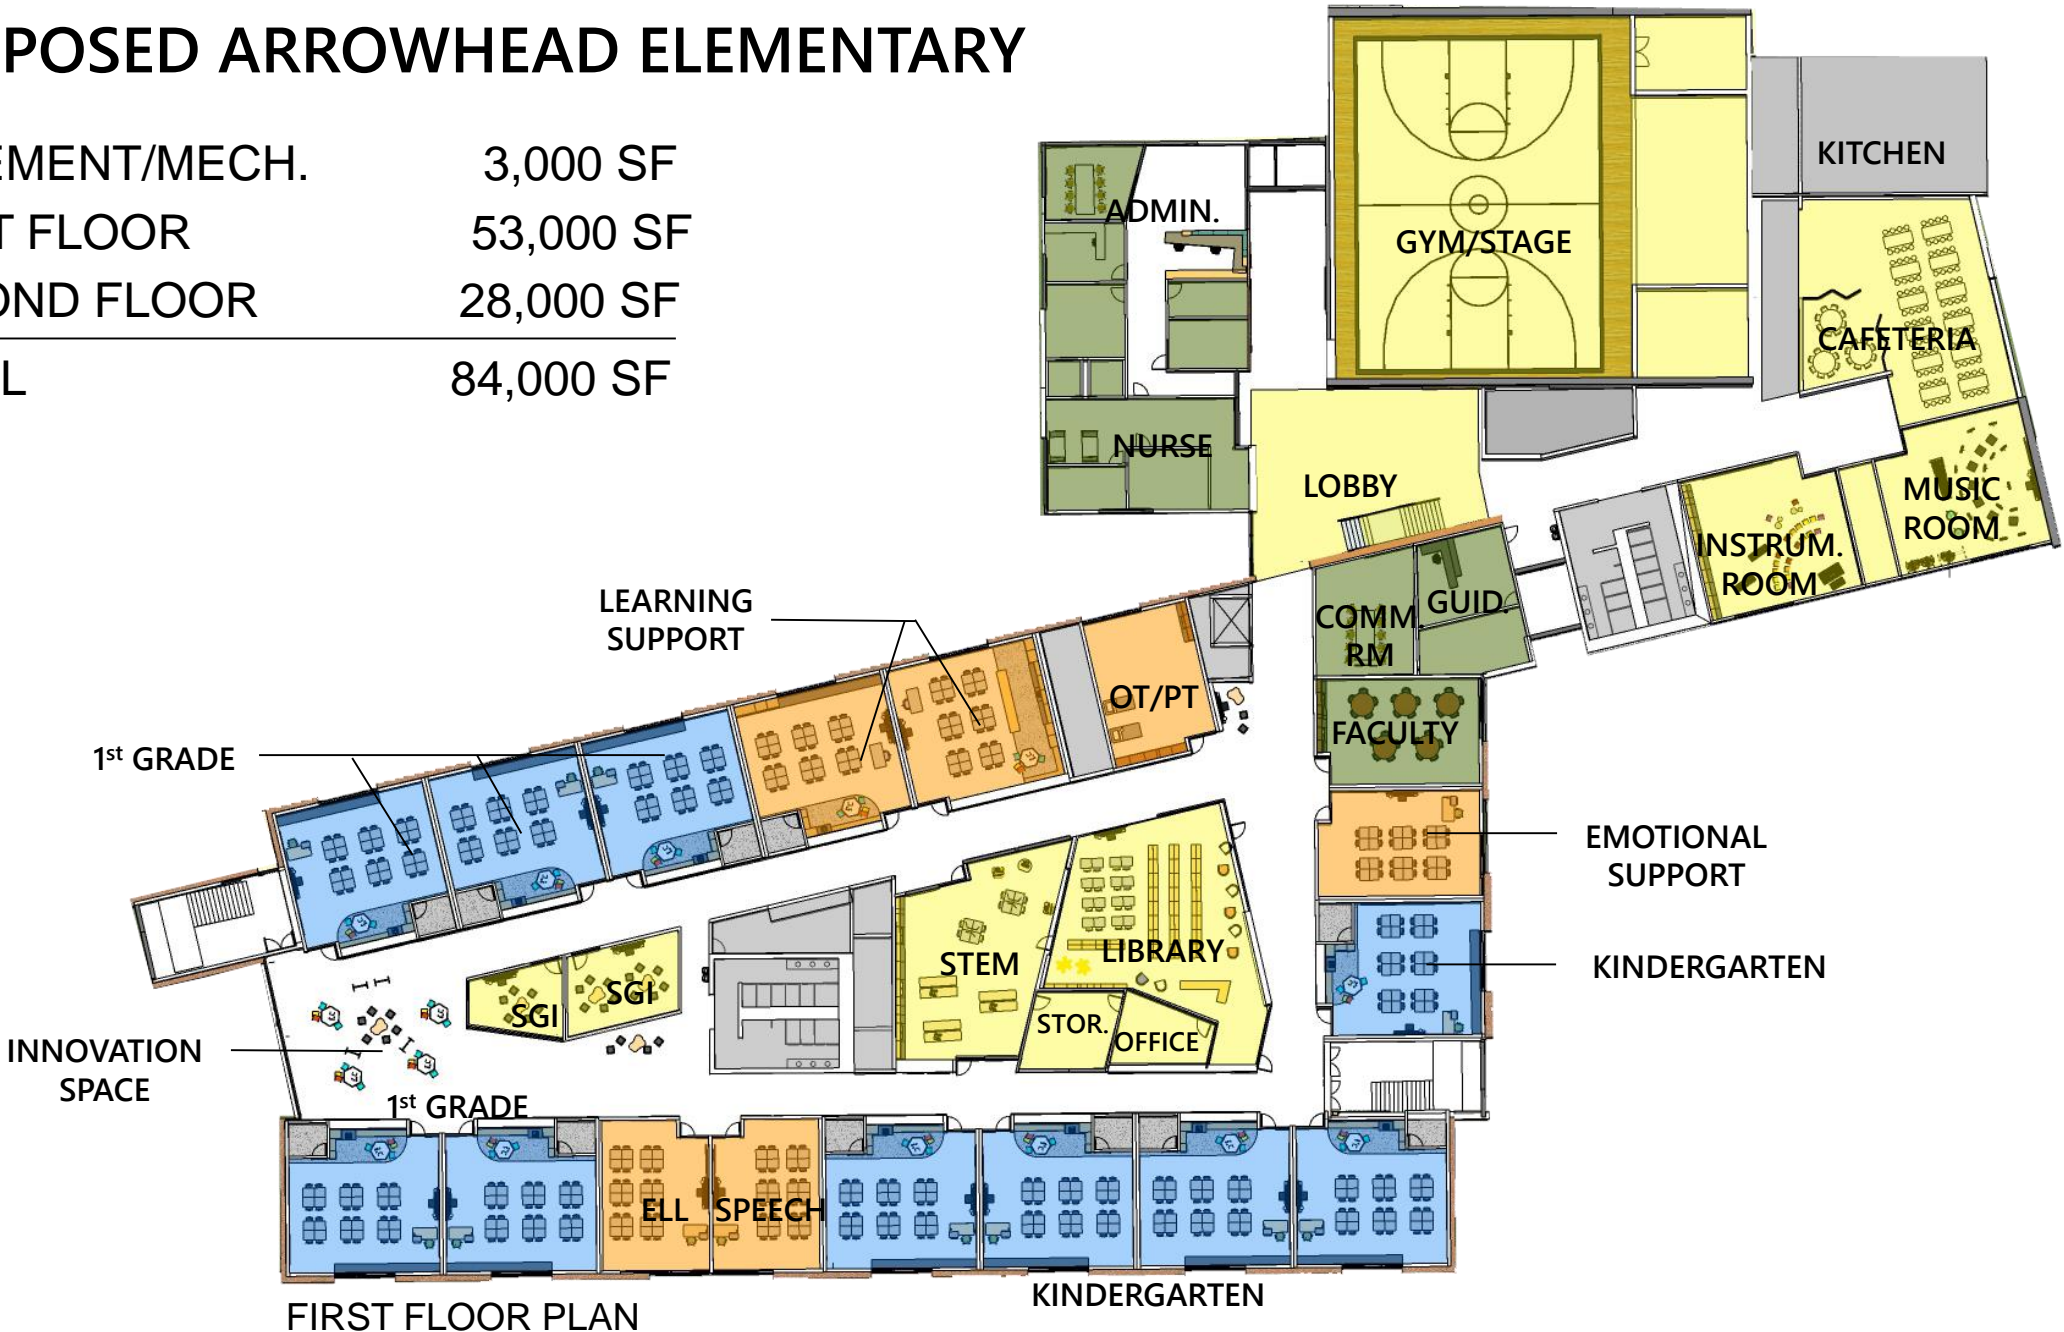 POSED ARROWHEAD ELEMENTARY
EMENT/MECH. 3,000 SF
T FLOOR 53,000 SF
OND FLOOR 28,000 SF
L 84,000 SF
KITCHEN
ADMIN.
GYM/STAGE
CAFETERIA
NURSE
LOBBY
MUSIC
ROOM
INSTRUM.
ROOM
LEARNING
SUPPORT
COMM.
RM
GUID.
OT/PT
FACULTY
1st GRADE
EMOTIONAL
SUPPORT
STEM
LIBRARY
KINDERGARTEN
SGI
SGI
STOR.
OFFICE
INNOVATION
SPACE
1st GRADE
ELL
SPEECH
KINDERGARTEN
FIRST FLOOR PLAN